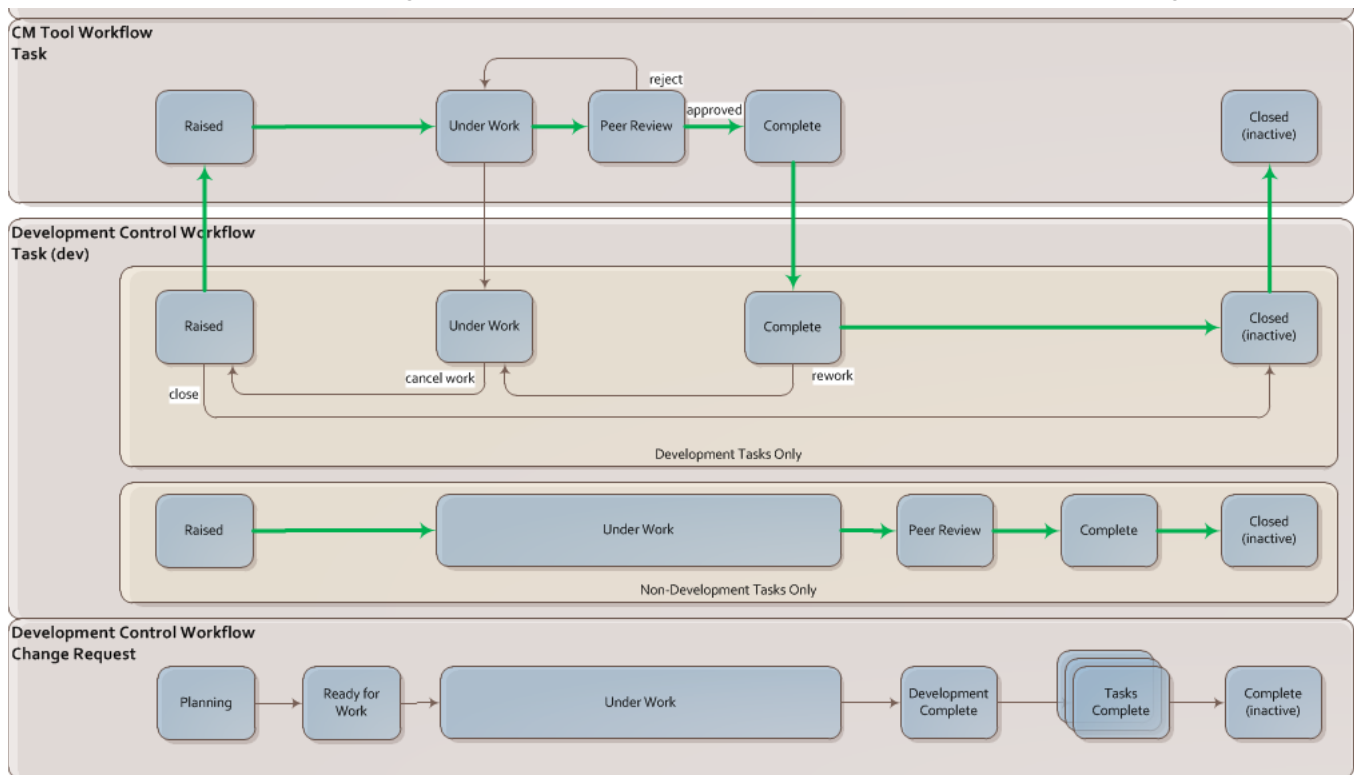 CM Tool Workflow
Task
reject
approved
Raised
Under Work
Peer Review
Complete
Closed
(inactive)
Development Control Workflow
Task (dev)
Raised
Under Work
Complete
Closed
(inactive)
cancel work
rework
close
Development Tasks Only
Raised
Under Work
Peer Review
Complete
Closed
(inactive)
Non-Development Tasks Only
Development Control Workflow
Change Request
Planning
Ready for
Work
Under Work
Development
Complete
Tasks
Complete
Complete
(inactive)